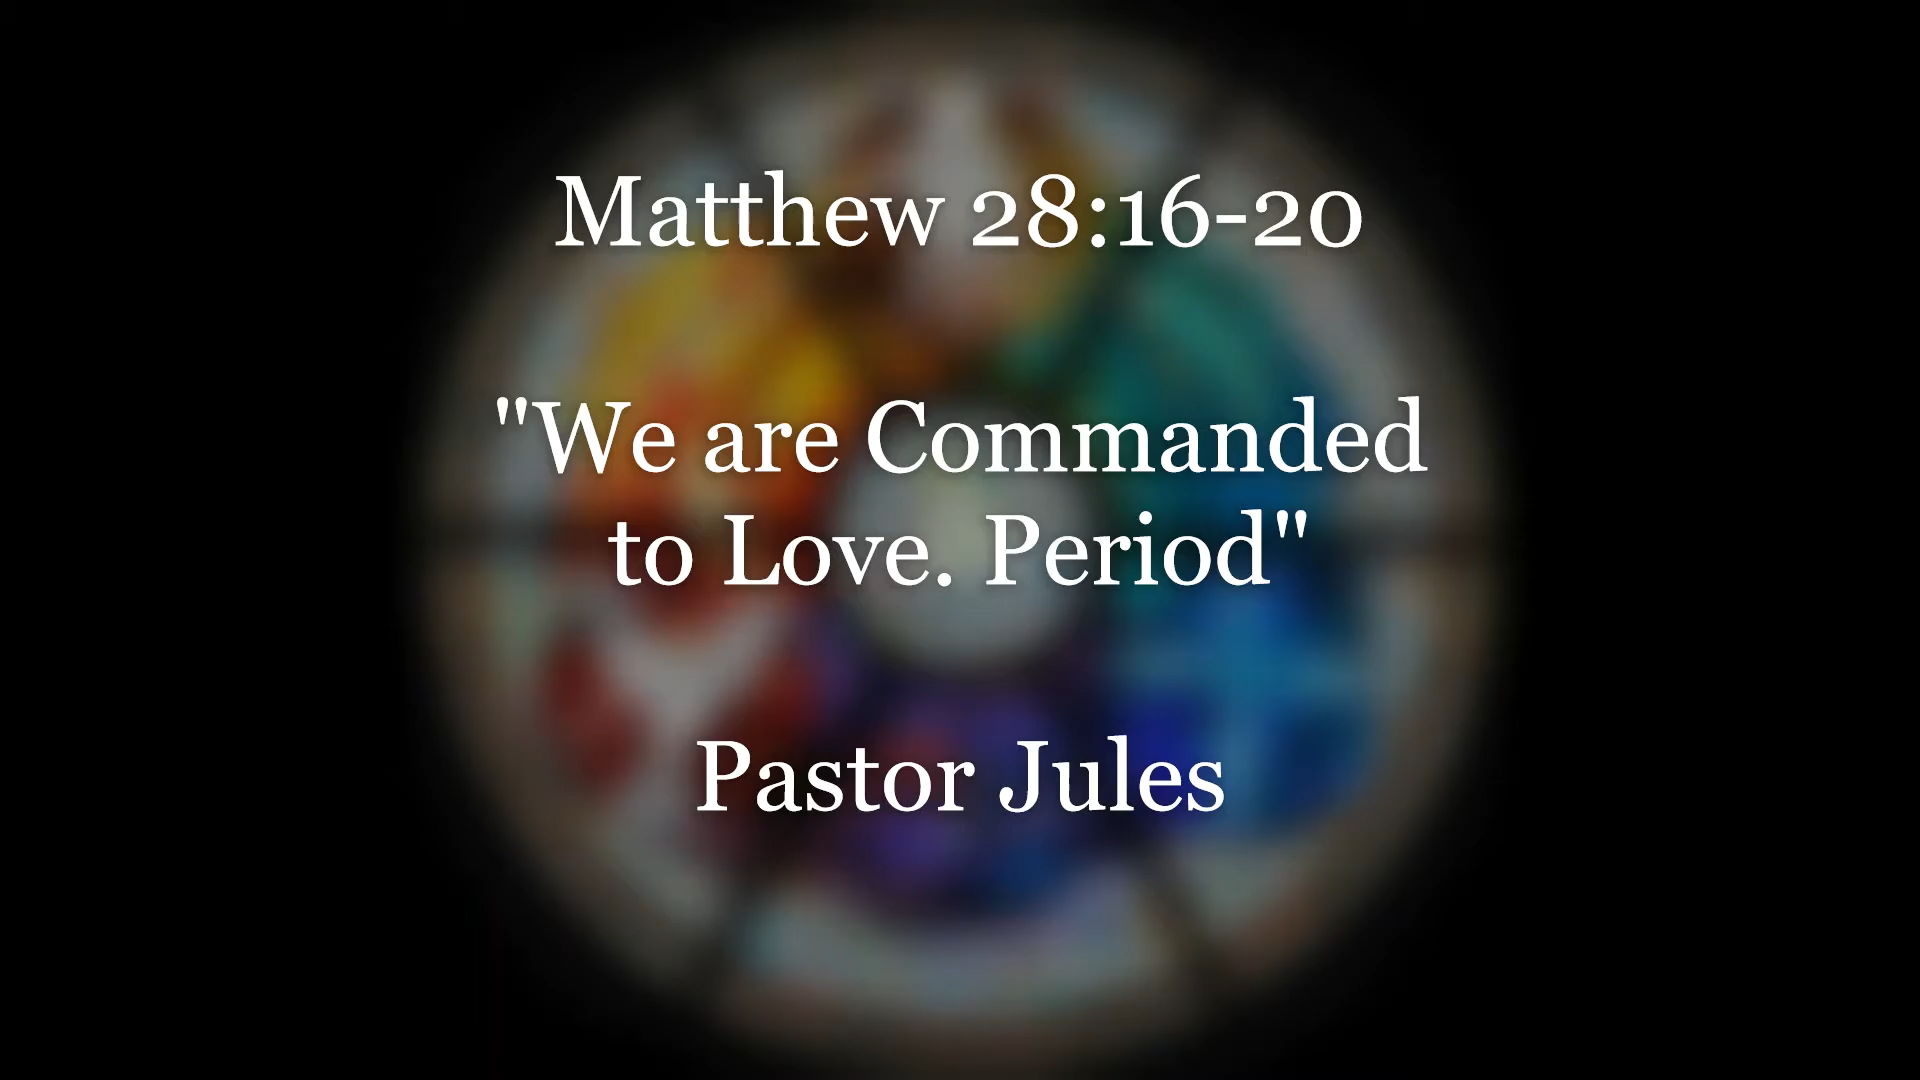 Matthew 28:16-20
"We are Commanded
to Love. Period"
Pastor Jules